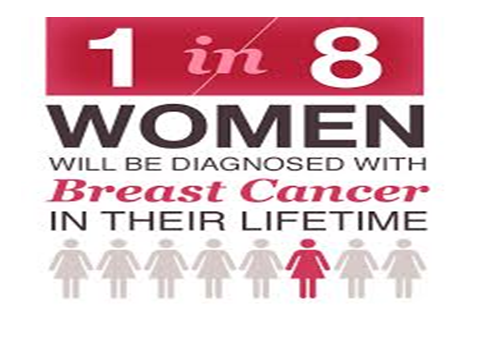 1 in 8
WOMEN
WILL BE DIAGNOSED WITH
Breast Cancer
IN THEIR LIFETIME